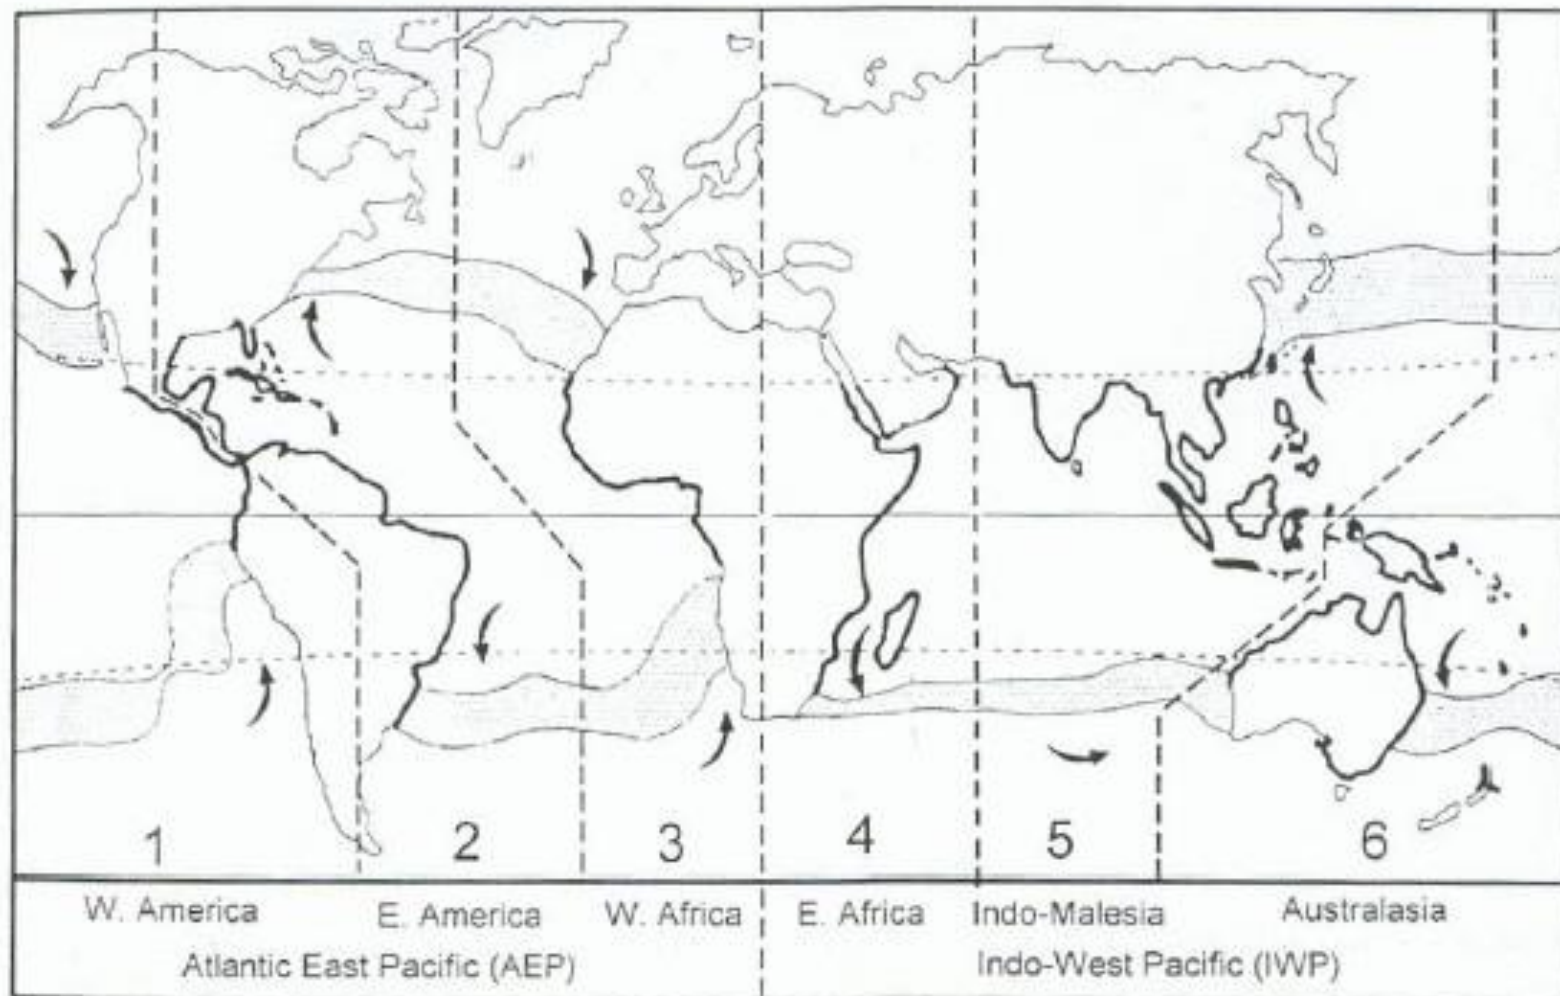 1 2 3 4 5 6
W. America E. America W. Africa E. Africa Indo-Malesia Australasia
Atlantic East Pacific (AEP) Indo-West Pacific (IWP)